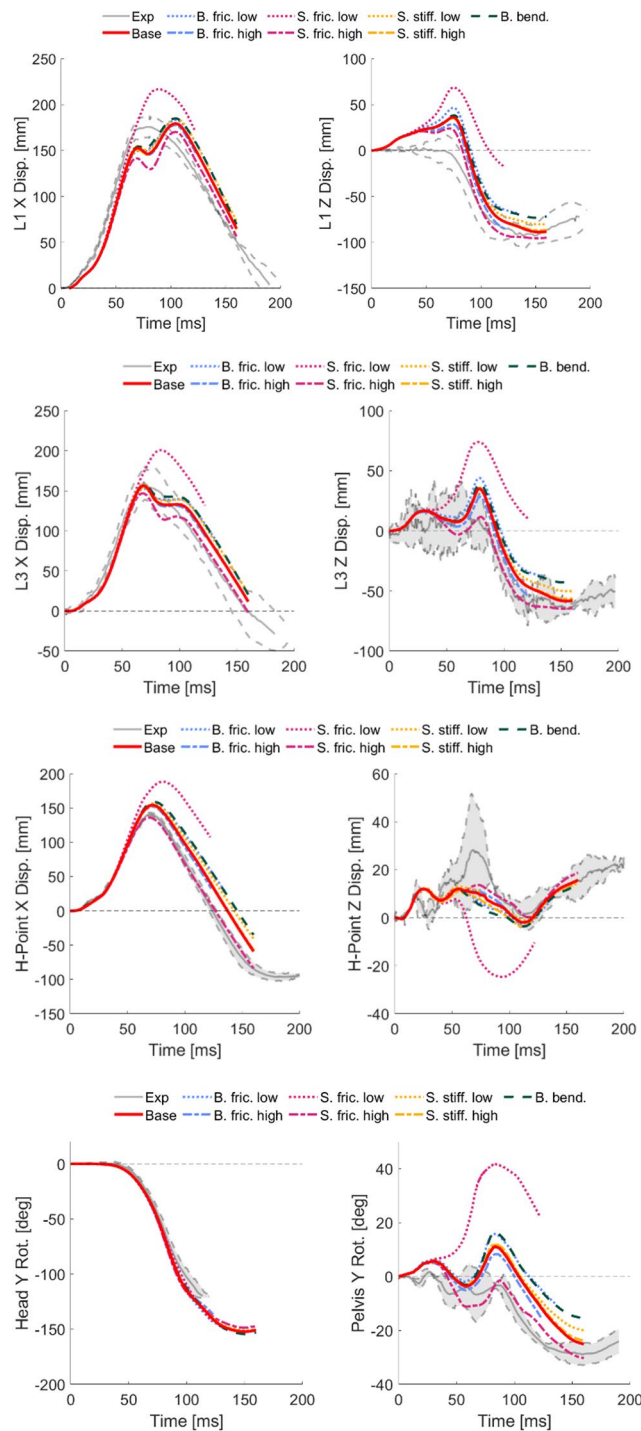 Exp B. fric. low S. fric. low S. stiff. low B. bend.
Base B. fric. high S. fric. high S. stiff. high
250
200
150
100
50
0
0 50 100 150 200
L1 X Disp. [mm]
Time [ms]
100
50
0
-50
-100
-150
0 50 100 150 200
L1 Z Disp. [mm]
Time [ms]
Exp B. fric. low S. fric. low S. stiff. low B. bend.
Base B. fric. high S. fric. high S. stiff. high
250
200
150
100
50
0
-50
0 50 100 150 200
L3 X Disp. [mm]
Time [ms]
100
50
0
-50
-100
0 50 100 150 200
L3 Z Disp. [mm]
Time [ms]
Exp B. fric. low S. fric. low S. stiff. low B. bend.
Base B. fric. high S. fric. high S. stiff. high
200
150
100
50
0
-50
-100
-150
0 50 100 150 200
H-Point X Disp. [mm]
Time [ms]
60
40
20
0
-20
-40
0 50 100 150 200
H-Point Z Disp. [mm]
Time [ms]
Exp B. fric. low S. fric. low S. stiff. low B. bend.
Base B. fric. high S. fric. high S. stiff. high
0
-50
-100
-150
-200
0 50 100 150 200
Head Y Rot. [deg]
Time [ms]
40
20
0
-20
-40
0 50 100 150 200
Pelvis Y Rot. [deg]
Time [ms]